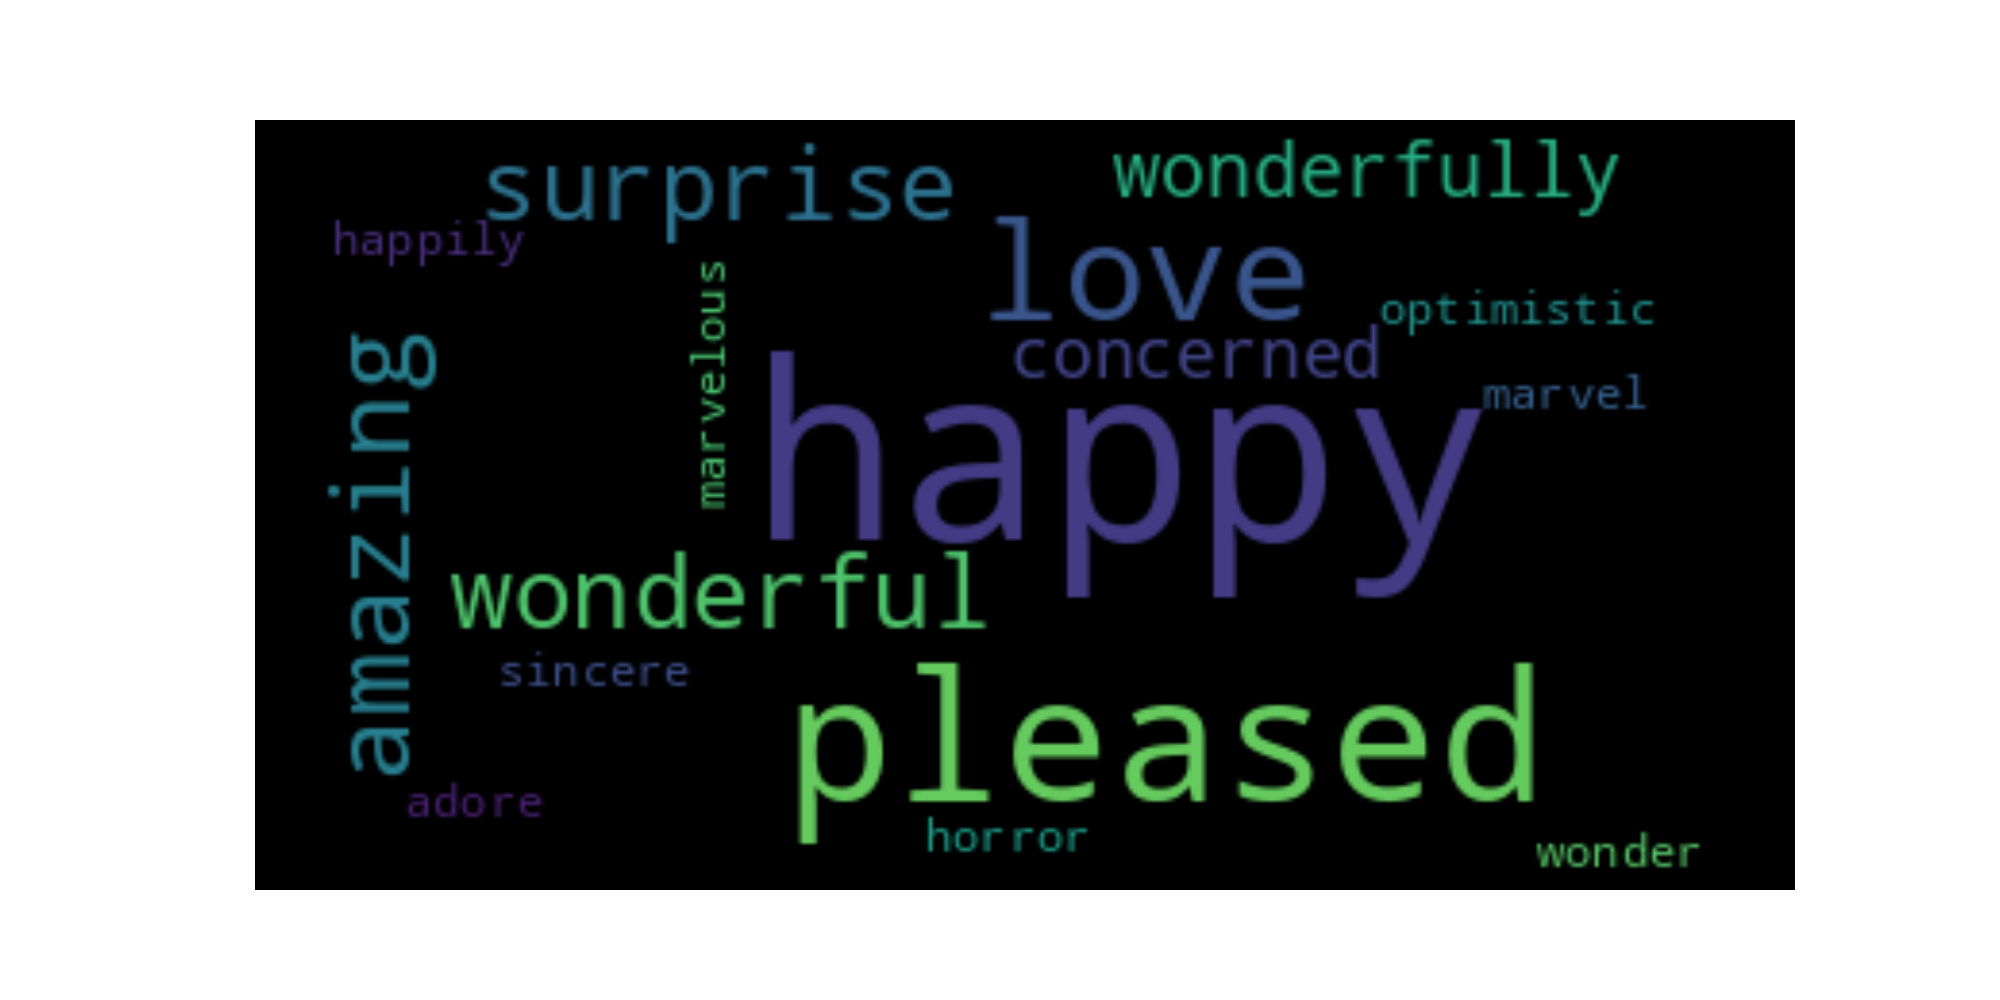 surprise
wonderfully
happily
love
marvelous
optimistic
concerned
amazing
happy
marvel
wonderful
sincere
pleased
adore
horror
wonder